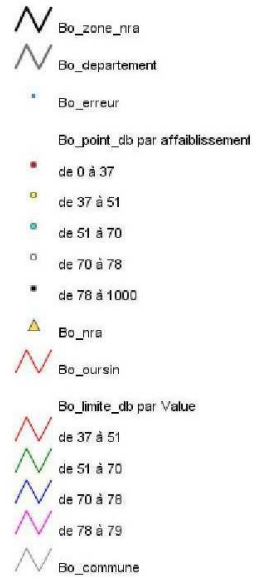 Bo_zone_nra
Bo_departement
Bo_erreur
Bo_point_db par affaiblissement
de 0 à 37
de 37 à 51
de 51 à 70
de 70 à 78
de 78 à 1000
Bo_nra
Bo_oursin
Bo_limite_db par Value
de 37 à 51
de 51 à 70
de 70 à 78
de 78 à 79
Bo_commune